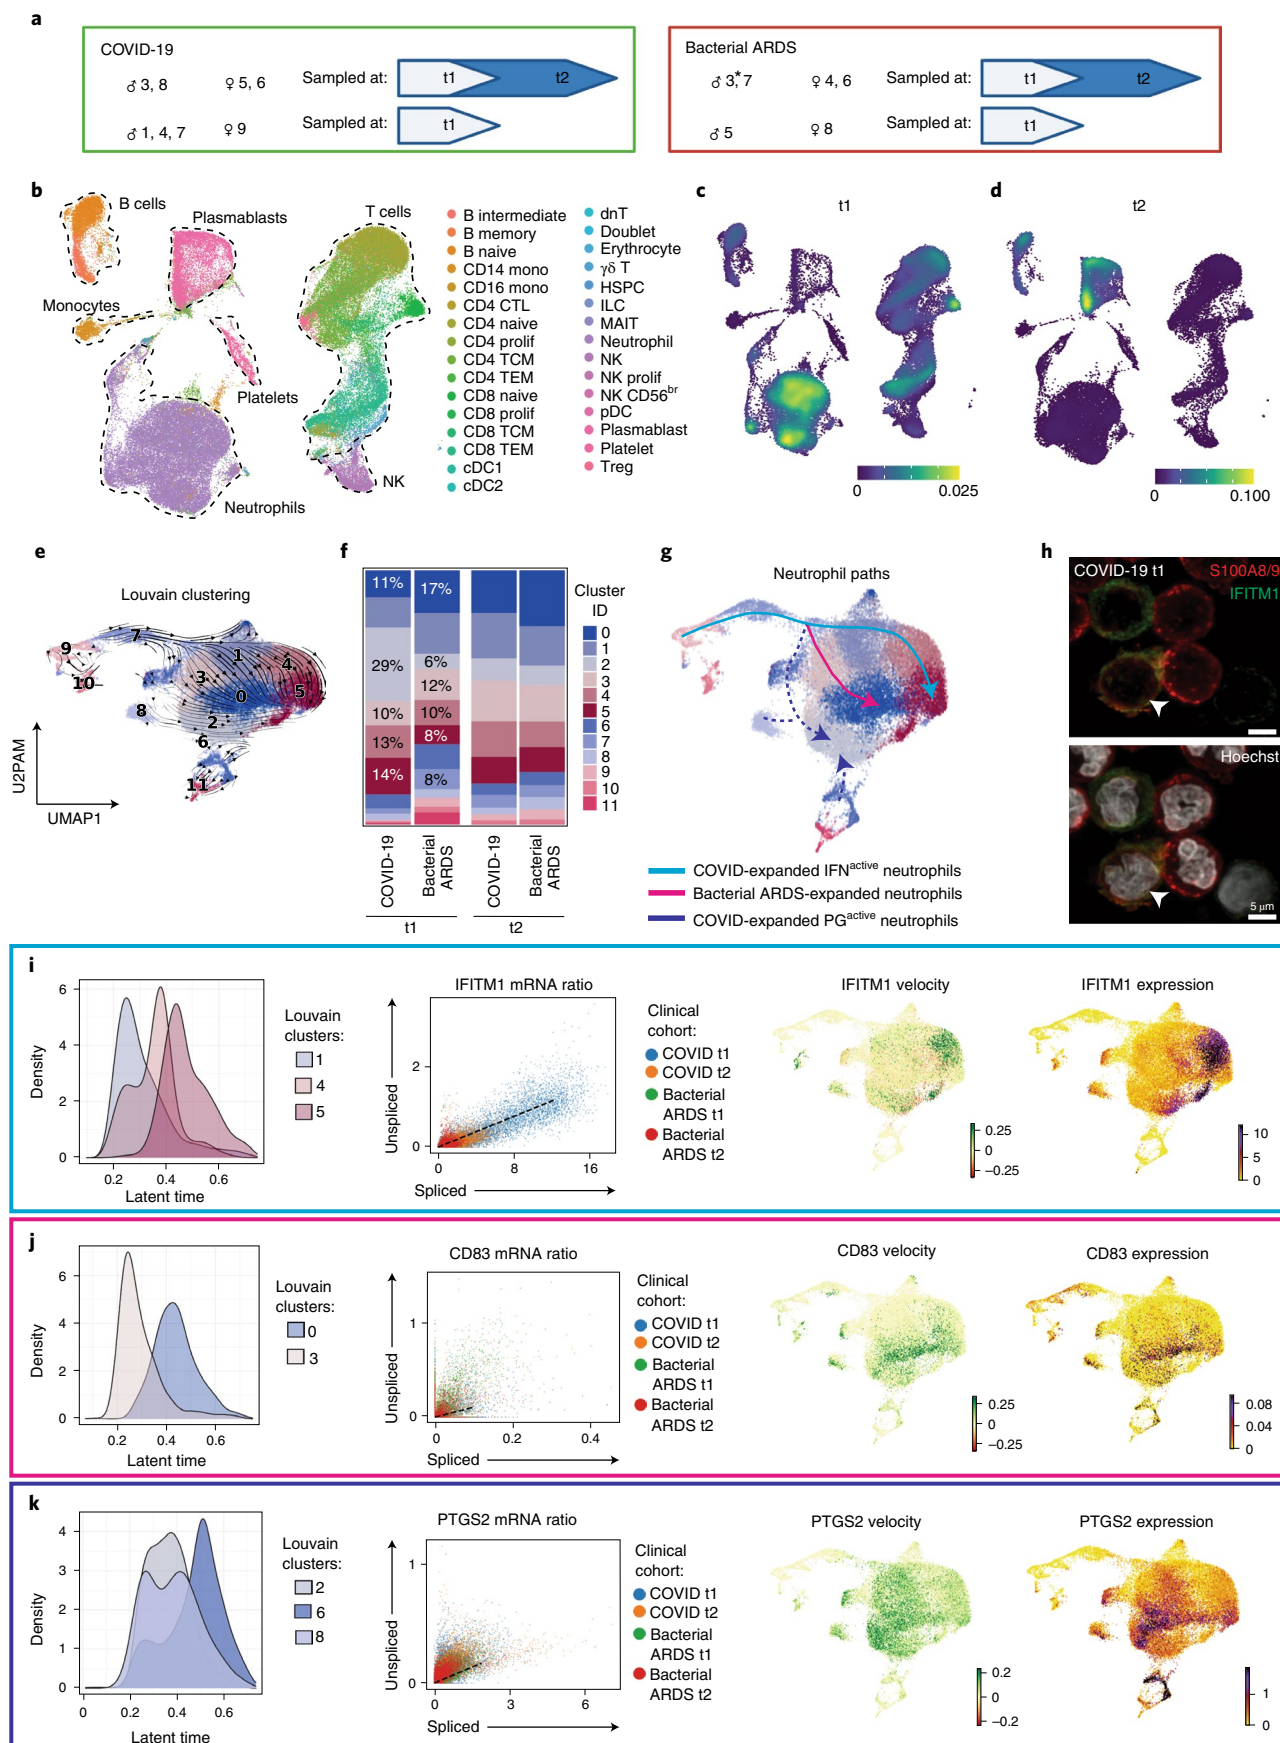 a
COVID-19
♂ 3, 8 ♀ 5, 6 Sampled at: t1 t2
♂ 1, 4, 7 ♀ 9 Sampled at: t1
Bacterial ARDS
♂ 3,* 7 ♀ 4, 6 Sampled at: t1 t2
♂ 5 ♀ 8 Sampled at: t1
b
B cells
Plasmablasts
T cells
Monocytes
Platelets
Neutrophils
NK
B intermediate
B memory
B naive
CD14 mono
CD16 mono
CD4 CTL
CD4 naive
CD4 prolif
CD4 TCM
CD4 TEM
CD8 naive
CD8 prolif
CD8 TCM
CD8 TEM
cDC1
cDC2
dnT
Doublet
Erythrocyte
γδ T
HSPC
ILC
MAIT
Neutrophil
NK
NK prolif
NK CD56br
pDC
Plasmablast
Platelet
Treg
c
t1
0 0.025
d
t2
0 0.100
e
Louvain clustering
9
7
10
1
4
3
0
5
8
2
6
11
U2PAM
UMAP1
f
11%
29%
10%
13%
14%
17%
6%
12%
10%
8%
8%
Cluster
ID
0
1
2
3
4
5
6
7
8
9
10
11
COVID-19
Bacterial
ARDS
COVID-19
Bacterial
ARDS
t1 t2
g
Neutrophil paths
COVID-expanded IFNactive neutrophils
Bacterial ARDS-expanded neutrophils
COVID-expanded PGactive neutrophils
h
COVID-19 t1
S100A8/9
IFITM1
Hoechst
5 μm
i
6
4
2
0
Density
0.2 0.4 0.6
Latent time
Louvain
clusters:
1
4
5
IFITM1 mRNA ratio
Unspliced
2
0
0 8 16
Spliced
Clinical
cohort:
COVID t1
COVID t2
Bacterial
ARDS t1
Bacterial
ARDS t2
IFITM1 velocity
0.25
0
−0.25
IFITM1 expression
10
5
0
j
6
4
2
0
Density
0.2 0.4 0.6
Latent time
Louvain
clusters:
0
3
CD83 mRNA ratio
Unspliced
1
0
0 0.2 0.4
Spliced
Clinical
cohort:
COVID t1
COVID t2
Bacterial
ARDS t1
Bacterial
ARDS t2
CD83 velocity
0.25
0
−0.25
CD83 expression
0.08
0.04
0
k
4
3
2
1
0
Density
0 0.2 0.4 0.6
Latent time
Louvain
clusters:
2
6
8
PTGS2 mRNA ratio
Unspliced
1
0
0 3 6
Spliced
Clinical
cohort:
COVID t1
COVID t2
Bacterial
ARDS t1
Bacterial
ARDS t2
PTGS2 velocity
0.2
0
−0.2
PTGS2 expression
1
0